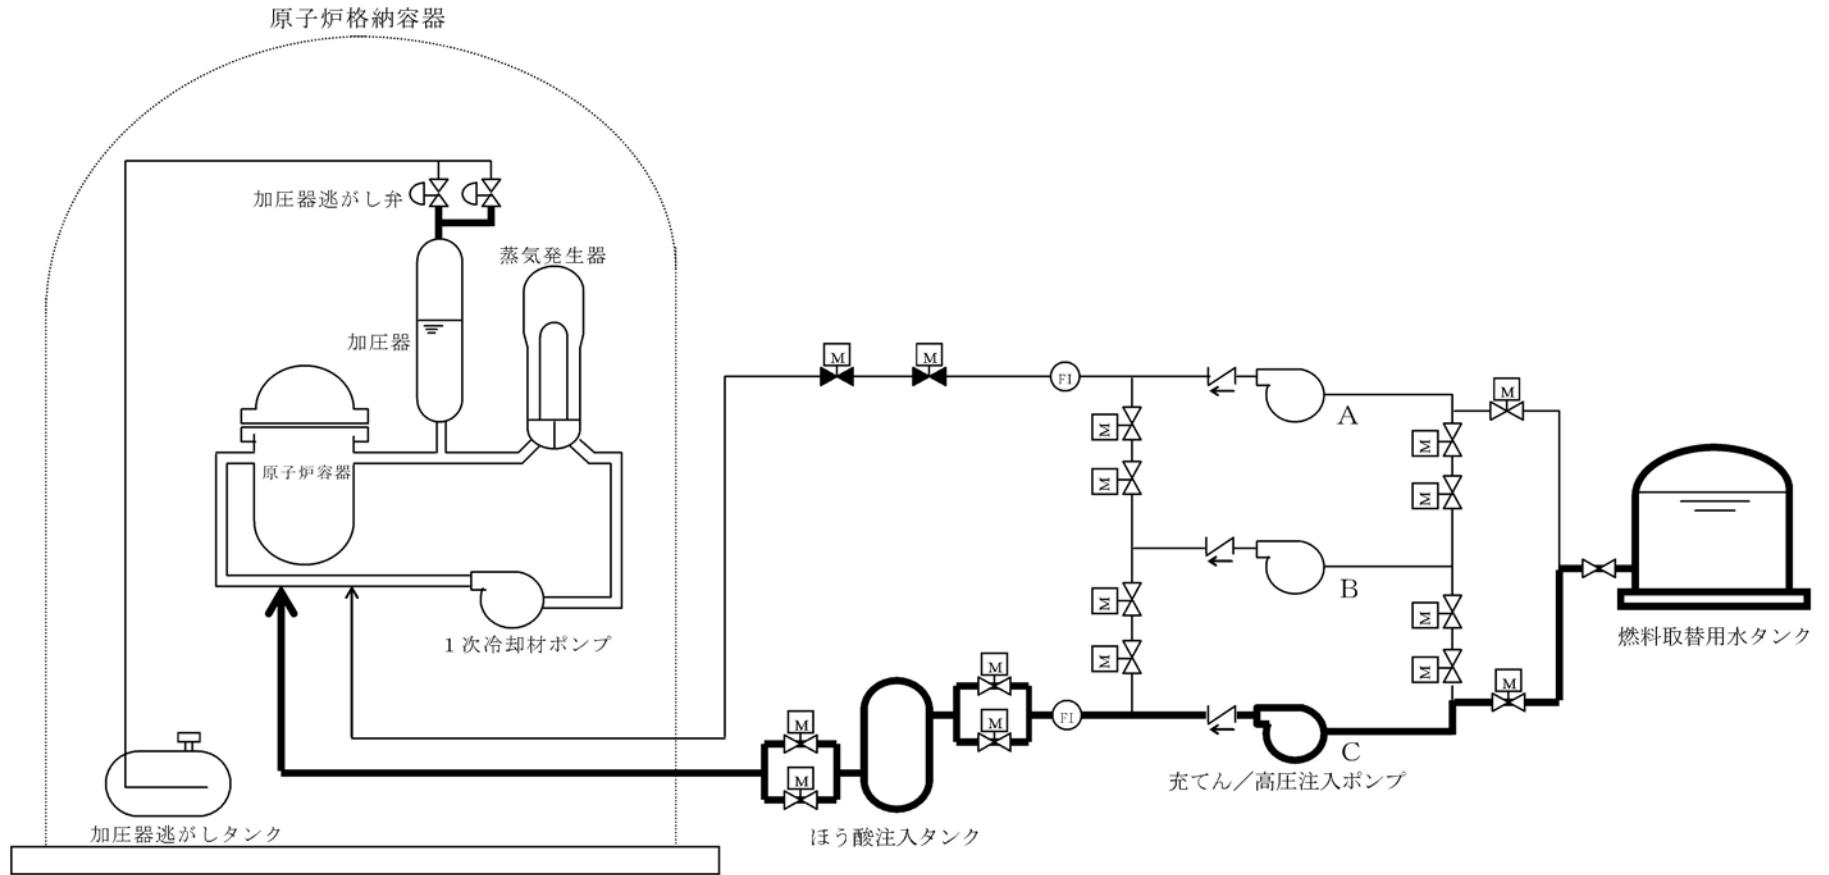 原子炉格納容器
加圧器逃がし弁
蒸気発生器
加圧器
原子炉容器
1次冷却材ポンプ
加圧器逃がしタンク
M
M
FI
A
M
M
M
M
M
B
M
M
M
M
燃料取替用水タンク
M
M
FI
M
C
充てん／高圧注入ポンプ
M
M
ほう酸注入タンク